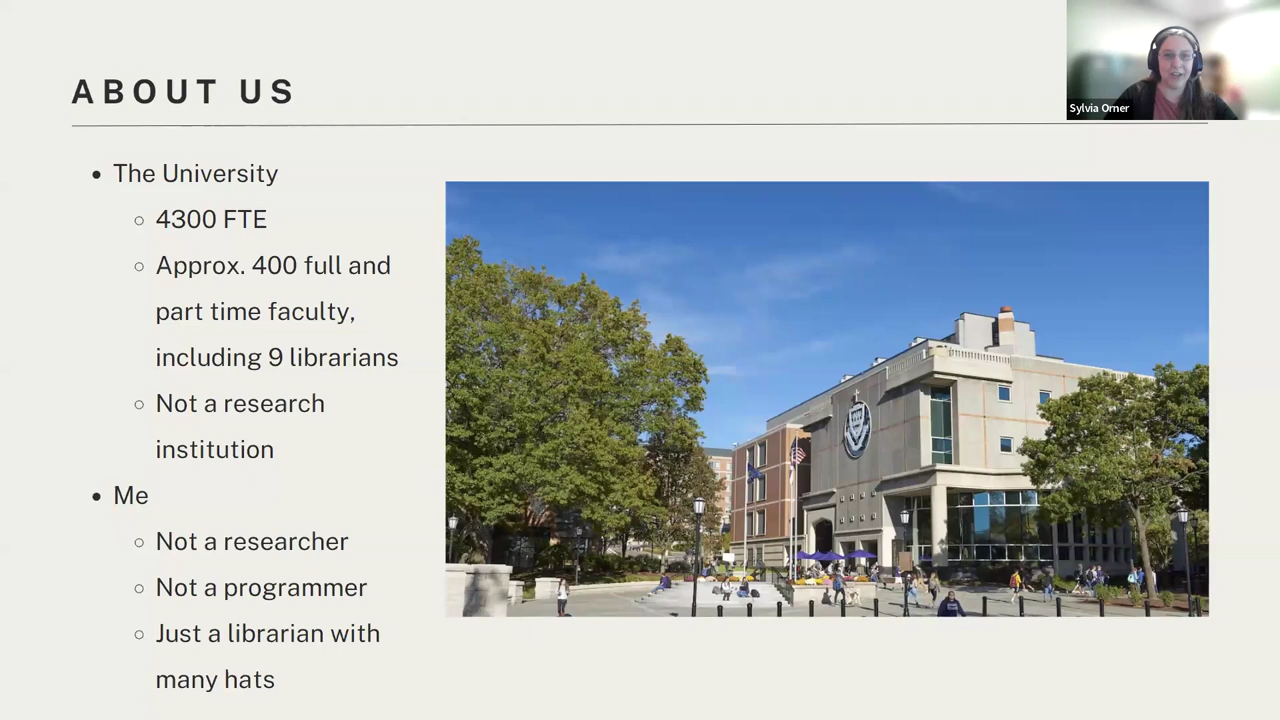 ABOUT US
Sylvia Orner
The University
4300 FTE
Approx. 400 full and
part time faculty,
including 9 librarians
Not a research
institution
Me
Not a researcher
Not a programmer
Just a librarian with
many hats